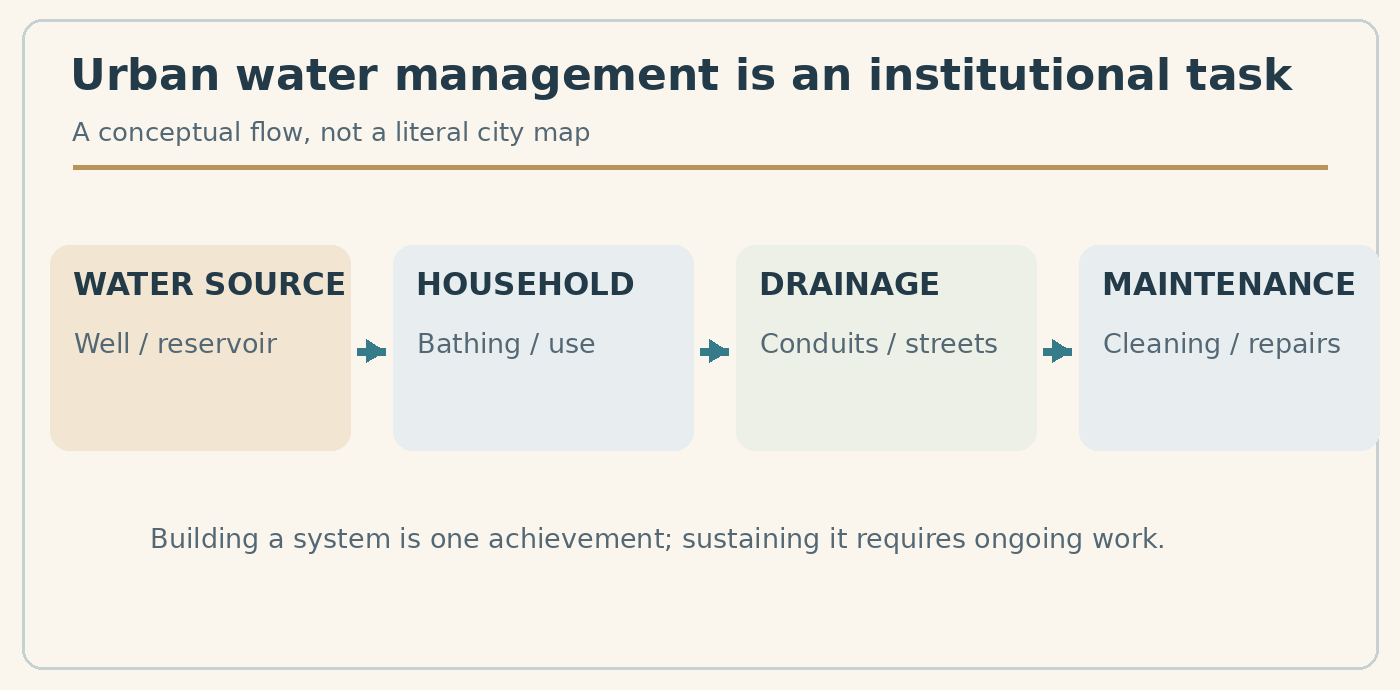 Urban water management is an institutional task
A conceptual flow, not a literal city map
WATER SOURCE
Well / reservoir
HOUSEHOLD
Bathing / use
DRAINAGE
Conduits / streets
MAINTENANCE
Cleaning / repairs
Building a system is one achievement; sustaining it requires ongoing work.